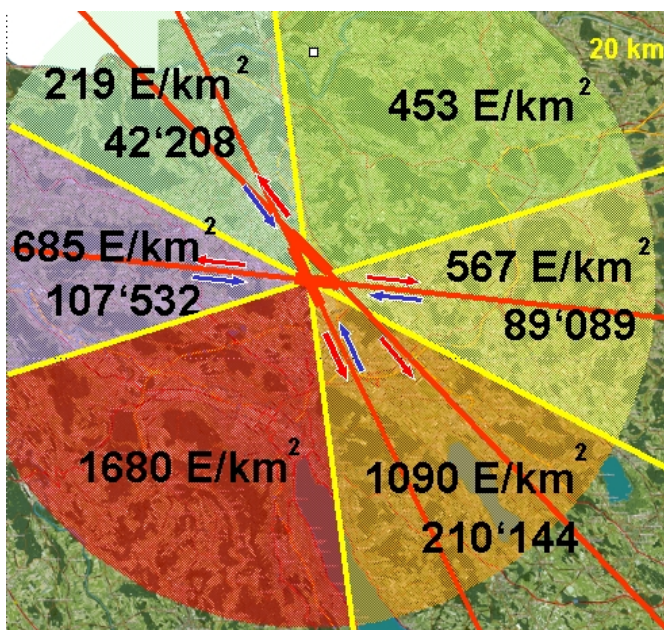 20 km
219 E/km²
42‘208
453 E/km²
685 E/km²
107‘532
567 E/km²
89‘089
1680 E/km²
1090 E/km²
210‘144